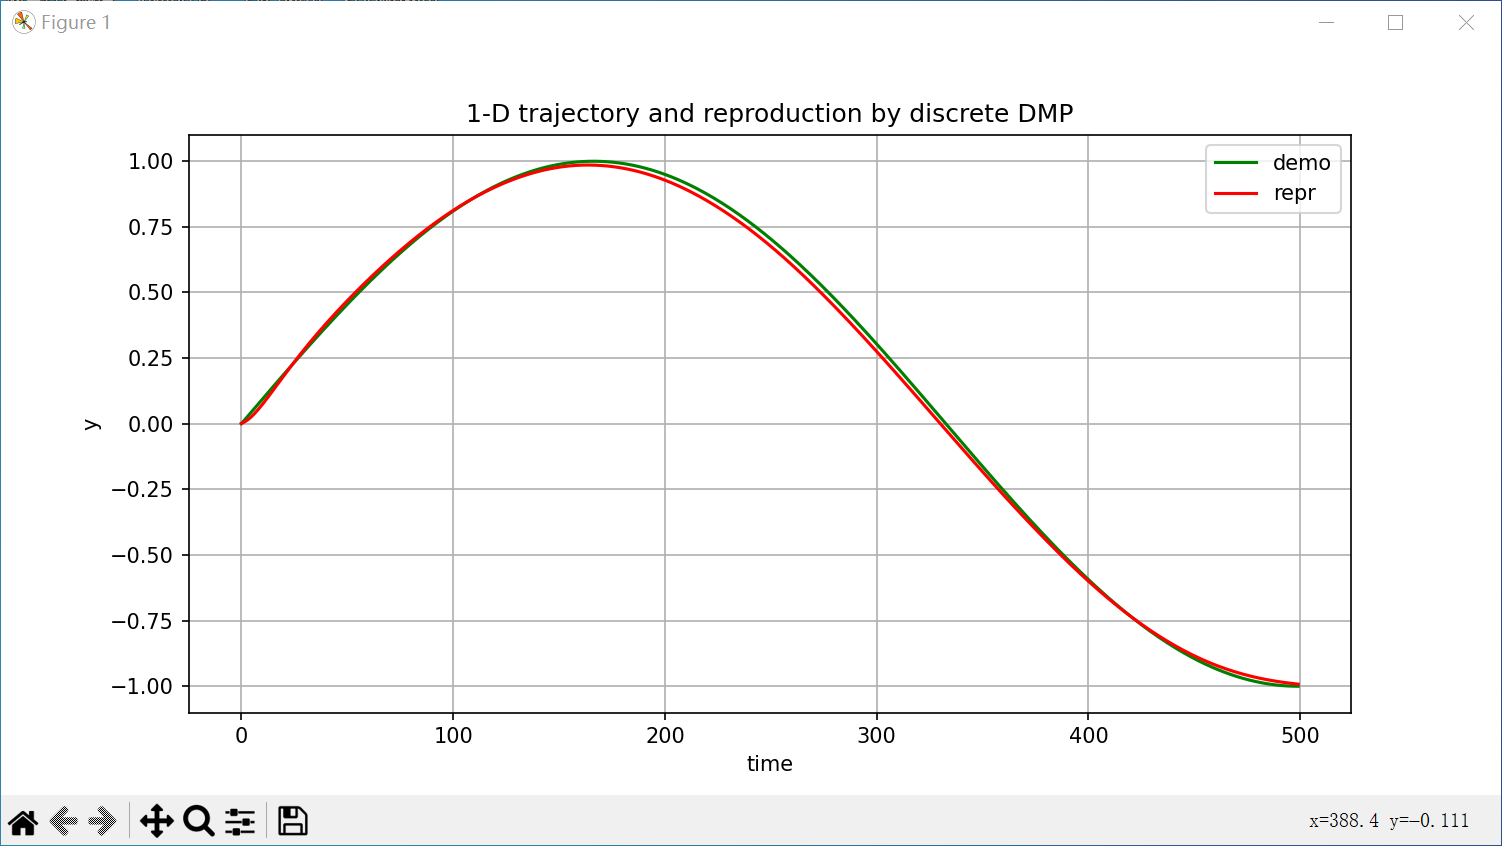 Figure 1
1-D trajectory and reproduction by discrete DMP
demo
repr
1.00
0.75
0.50
0.25
0.00
−0.25
−0.50
−0.75
−1.00
y
0 100 200 300 400 500
time
x=388.4 y=−0.111